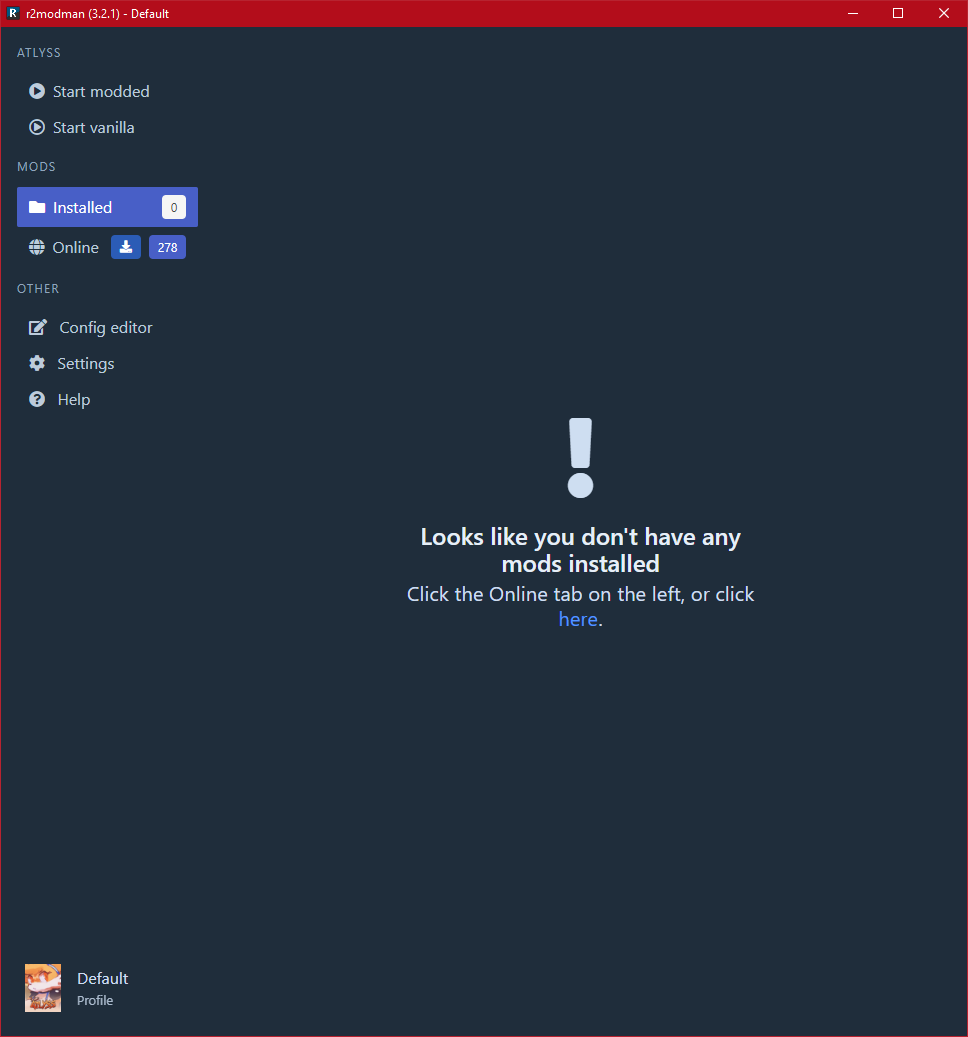 R r2modman (3.2.1) - Default
ATLYSS
Start modded
Start vanilla
MODS
Installed 0
Online 278
OTHER
Config editor
Settings
Help
Looks like you don't have any
mods installed
Click the Online tab on the left, or click
here.
Default
Profile